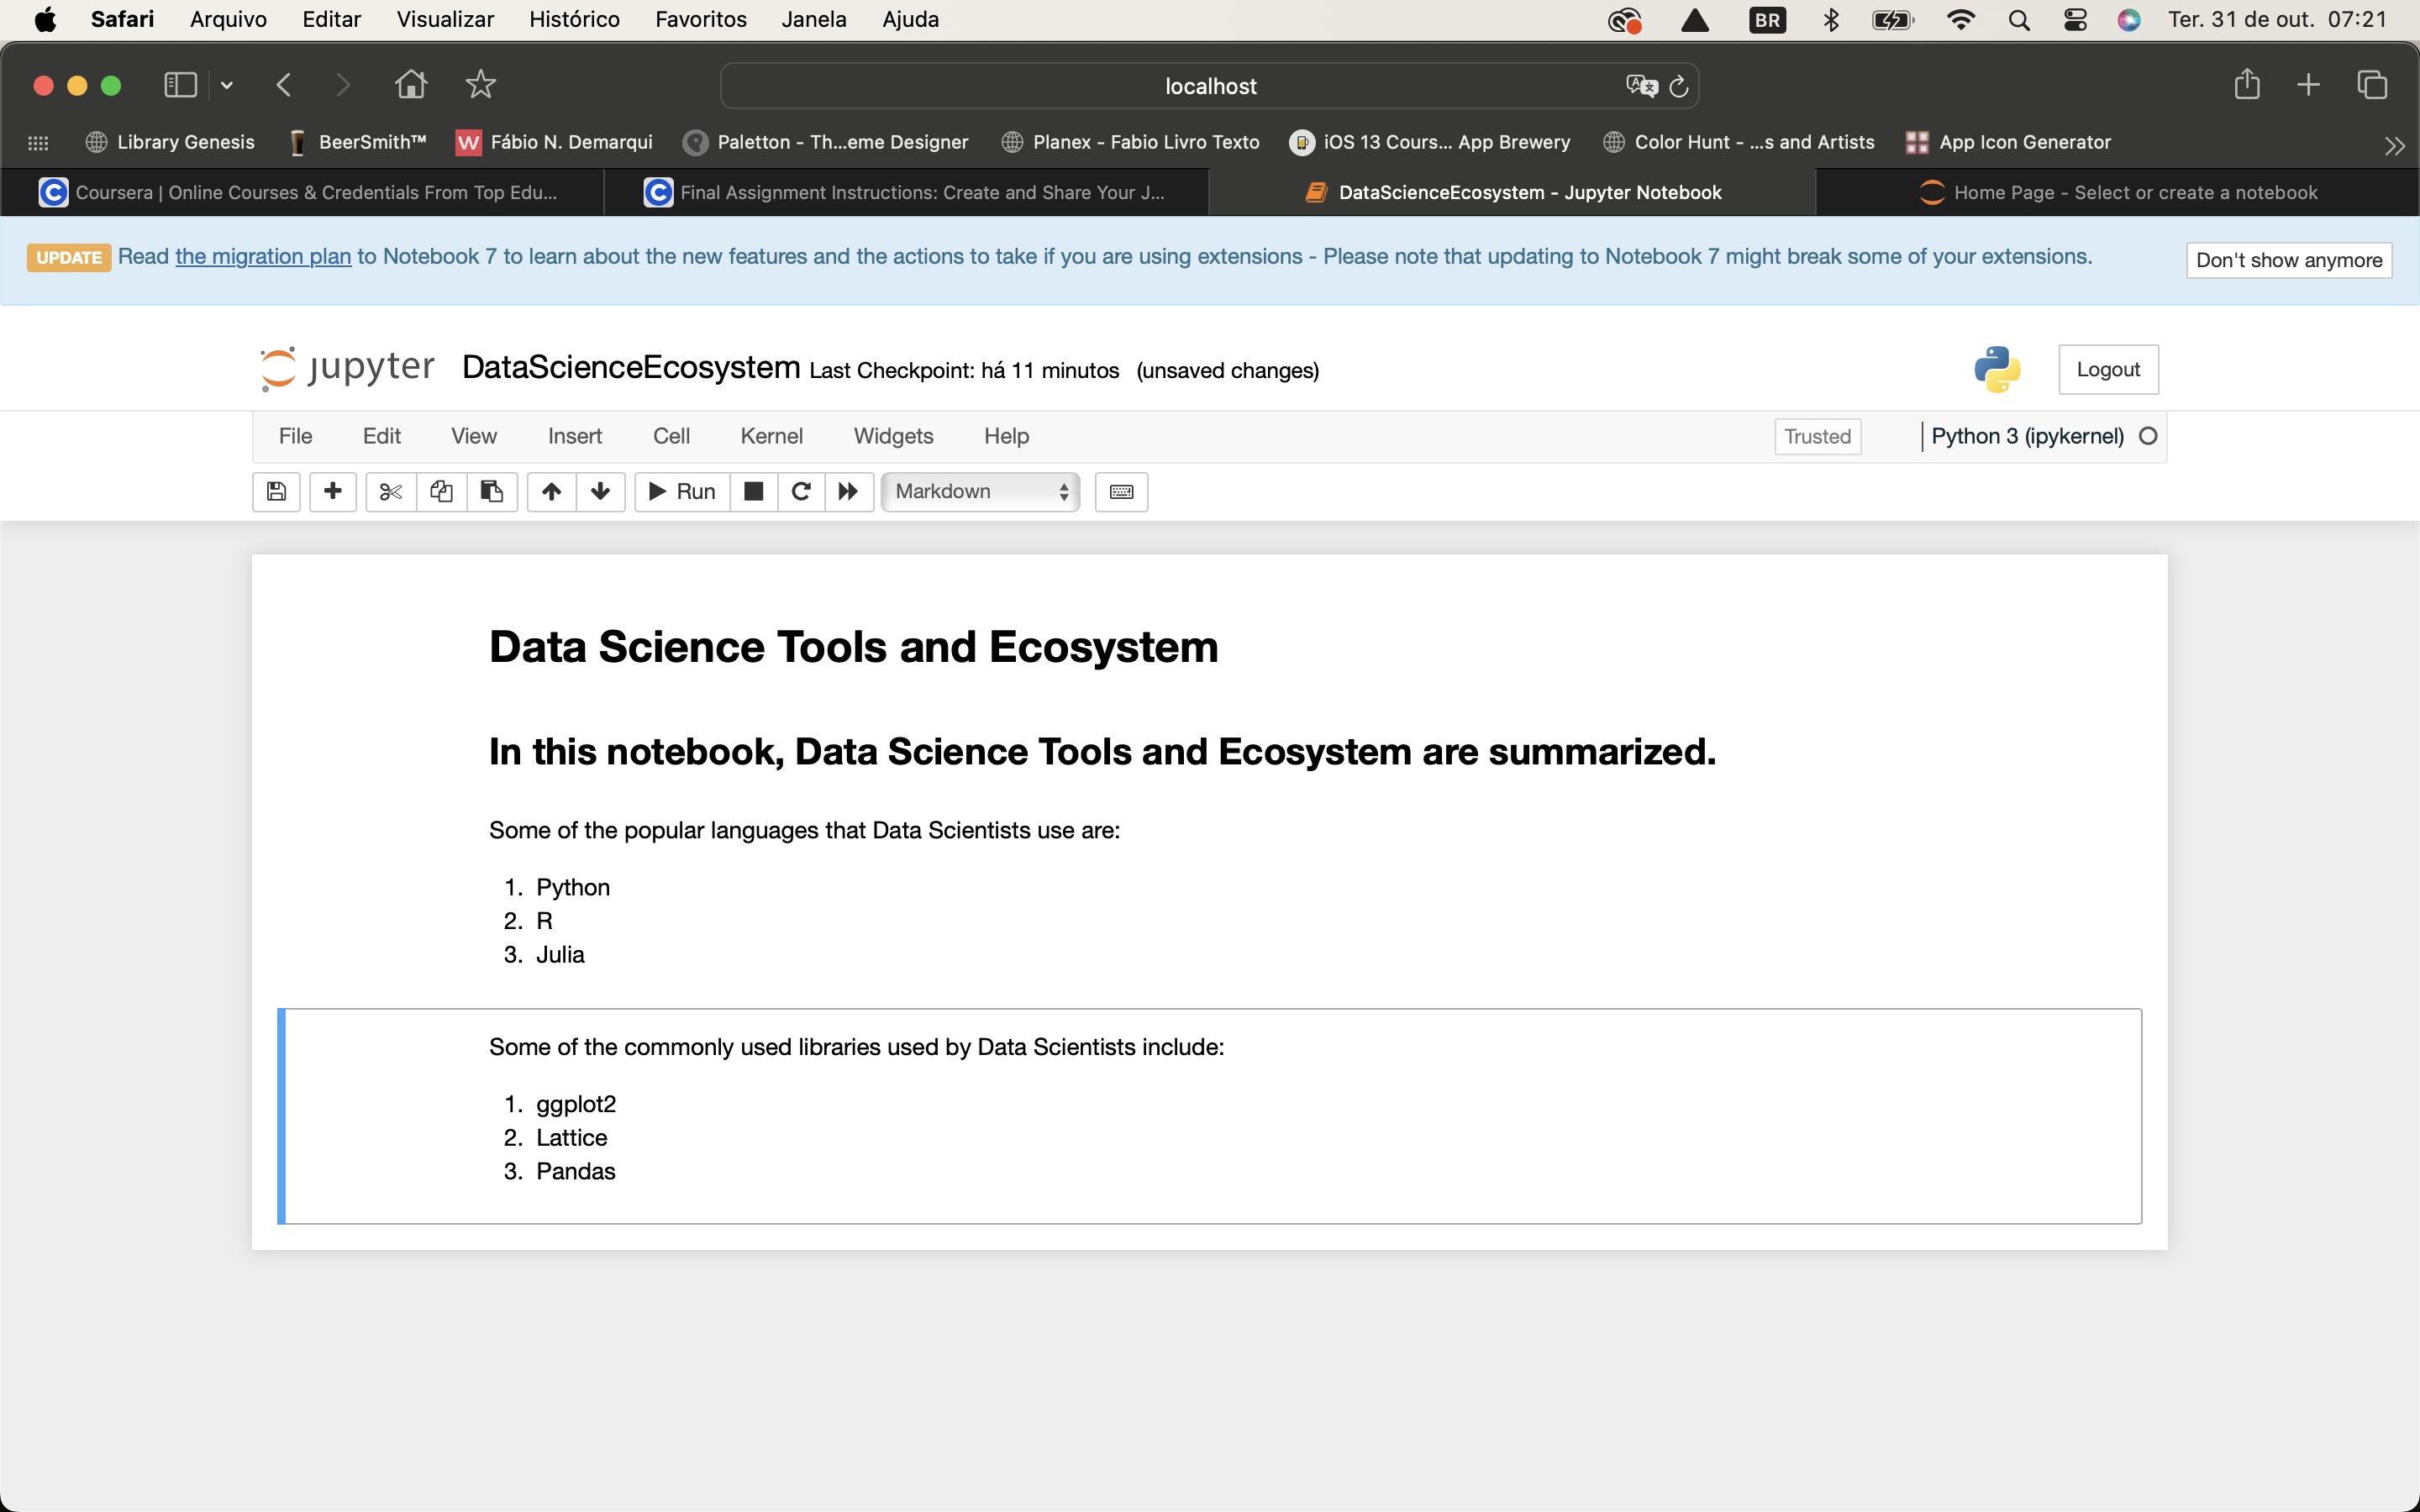 Safari Arquivo Editar Visualizar Histórico Favoritos Janela Ajuda BR Ter. 31 de out. 07:21
localhost
Library Genesis BeerSmith™ Fábio N. Demarqui Paletton - Th...eme Designer Planex - Fabio Livro Texto iOS 13 Cours... App Brewery Color Hunt - ...s and Artists App Icon Generator
Coursera | Online Courses & Credentials From Top Edu... Final Assignment Instructions: Create and Share Your J... DataScienceEcosystem - Jupyter Notebook Home Page - Select or create a notebook
UPDATE Read the migration plan to Notebook 7 to learn about the new features and the actions to take if you are using extensions - Please note that updating to Notebook 7 might break some of your extensions. Don't show anymore
jupyter DataScienceEcosystem Last Checkpoint: há 11 minutos (unsaved changes) Logout
File Edit View Insert Cell Kernel Widgets Help Trusted Python 3 (ipykernel)
Run Markdown
Data Science Tools and Ecosystem
In this notebook, Data Science Tools and Ecosystem are summarized.
Some of the popular languages that Data Scientists use are:
1. Python
2. R
3. Julia
Some of the commonly used libraries used by Data Scientists include:
1. ggplot2
2. Lattice
3. Pandas